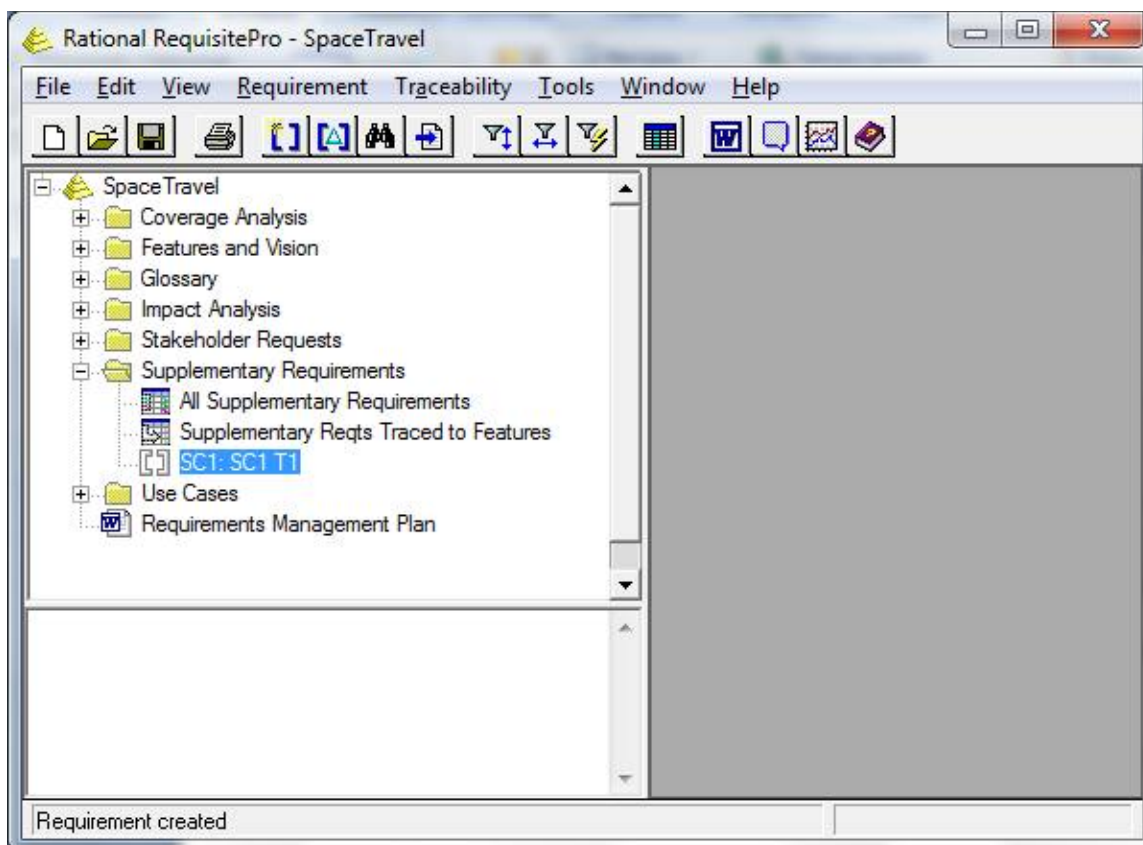 Rational RequisitePro - SpaceTravel
File Edit View Requirement Traceability Tools Window Help
SpaceTravel
Coverage Analysis
Features and Vision
Glossary
Impact Analysis
Stakeholder Requests
Supplementary Requirements
All Supplementary Requirements
Supplementary Reqts Traced to Features
SC1: SC1 T1
Use Cases
Requirements Management Plan
Requirement created